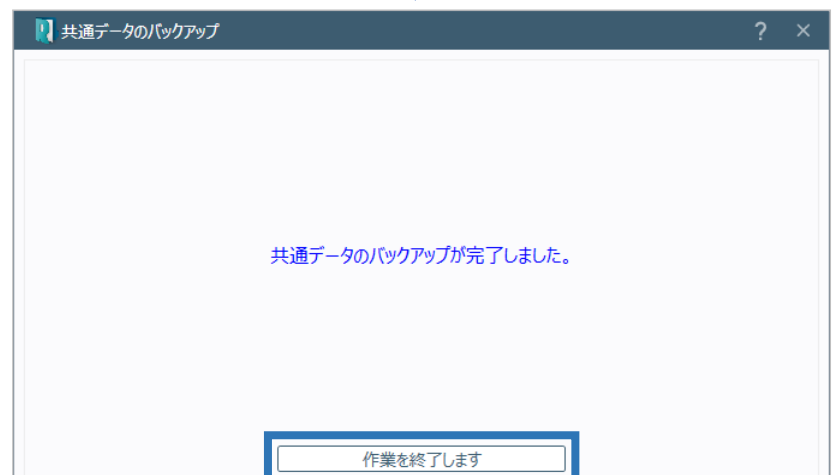 共通データのバックアップ
共通データのバックアップが完了しました。
作業を終了します